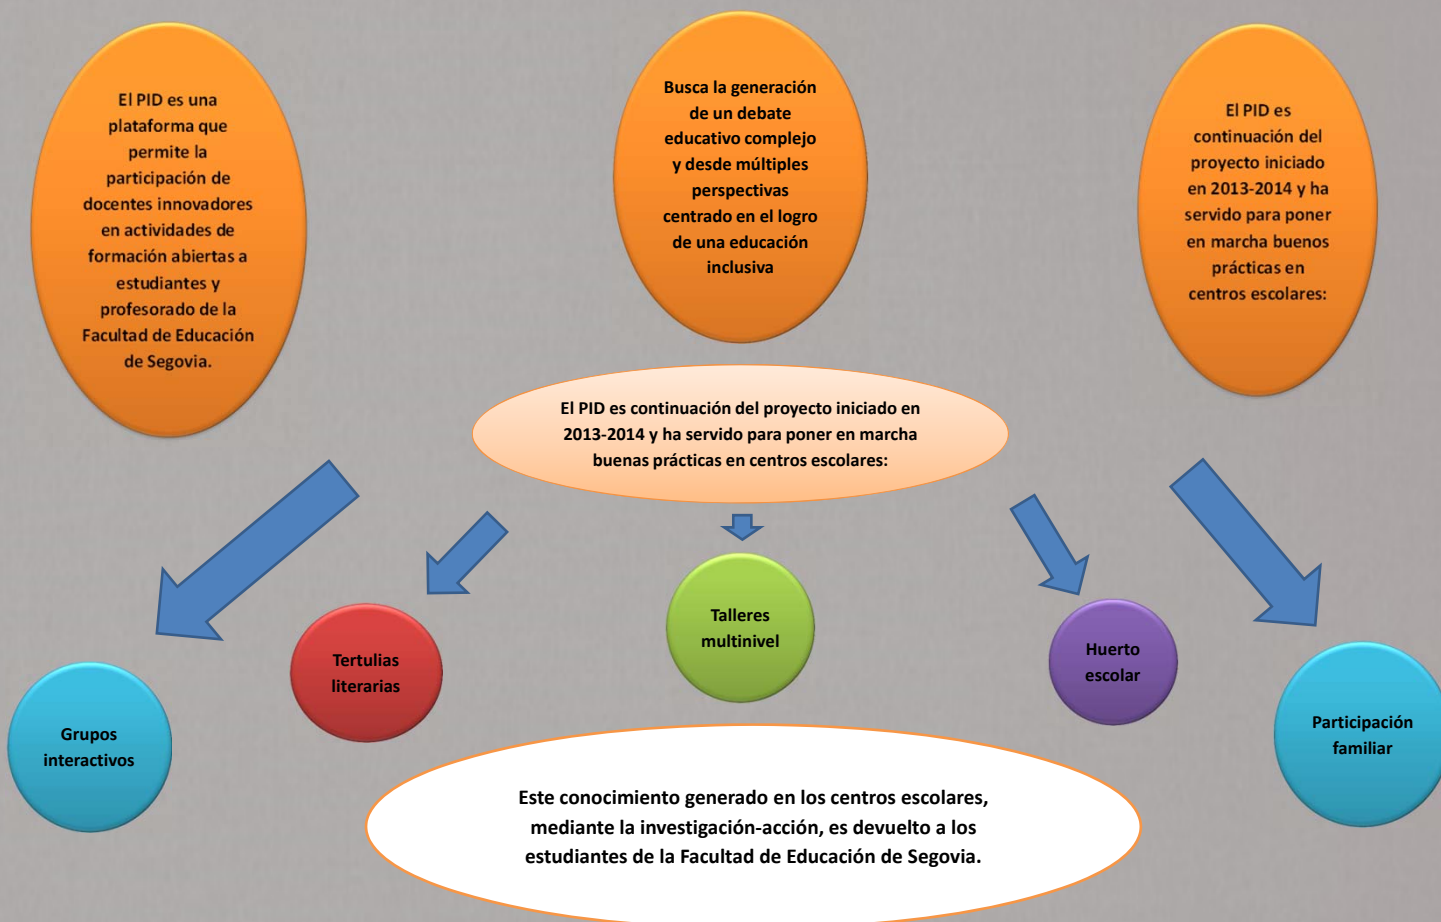 El PID es una
plataforma que
permite la
participación de
docentes innovadores
en actividades de
formación abiertas a
estudiantes y
profesorado de la
Facultad de Educación
de Segovia.
Busca la generación
de un debate
educativo complejo
y desde múltiples
perspectivas
centrado en el logro
de una educación
inclusiva
El PID es
continuación del
proyecto iniciado
en 2013-2014 y ha
servido para poner
en marcha buenos
prácticas en
centros escolares:
El PID es continuación del proyecto iniciado en
2013-2014 y ha servido para poner en marcha
buenas prácticas en centros escolares:
Grupos
interactivos
Tertulias
literarias
Talleres
multinivel
Huerto
escolar
Participación
familiar
Este conocimiento generado en los centros escolares,
mediante la investigación-acción, es devuelto a los
estudiantes de la Facultad de Educación de Segovia.